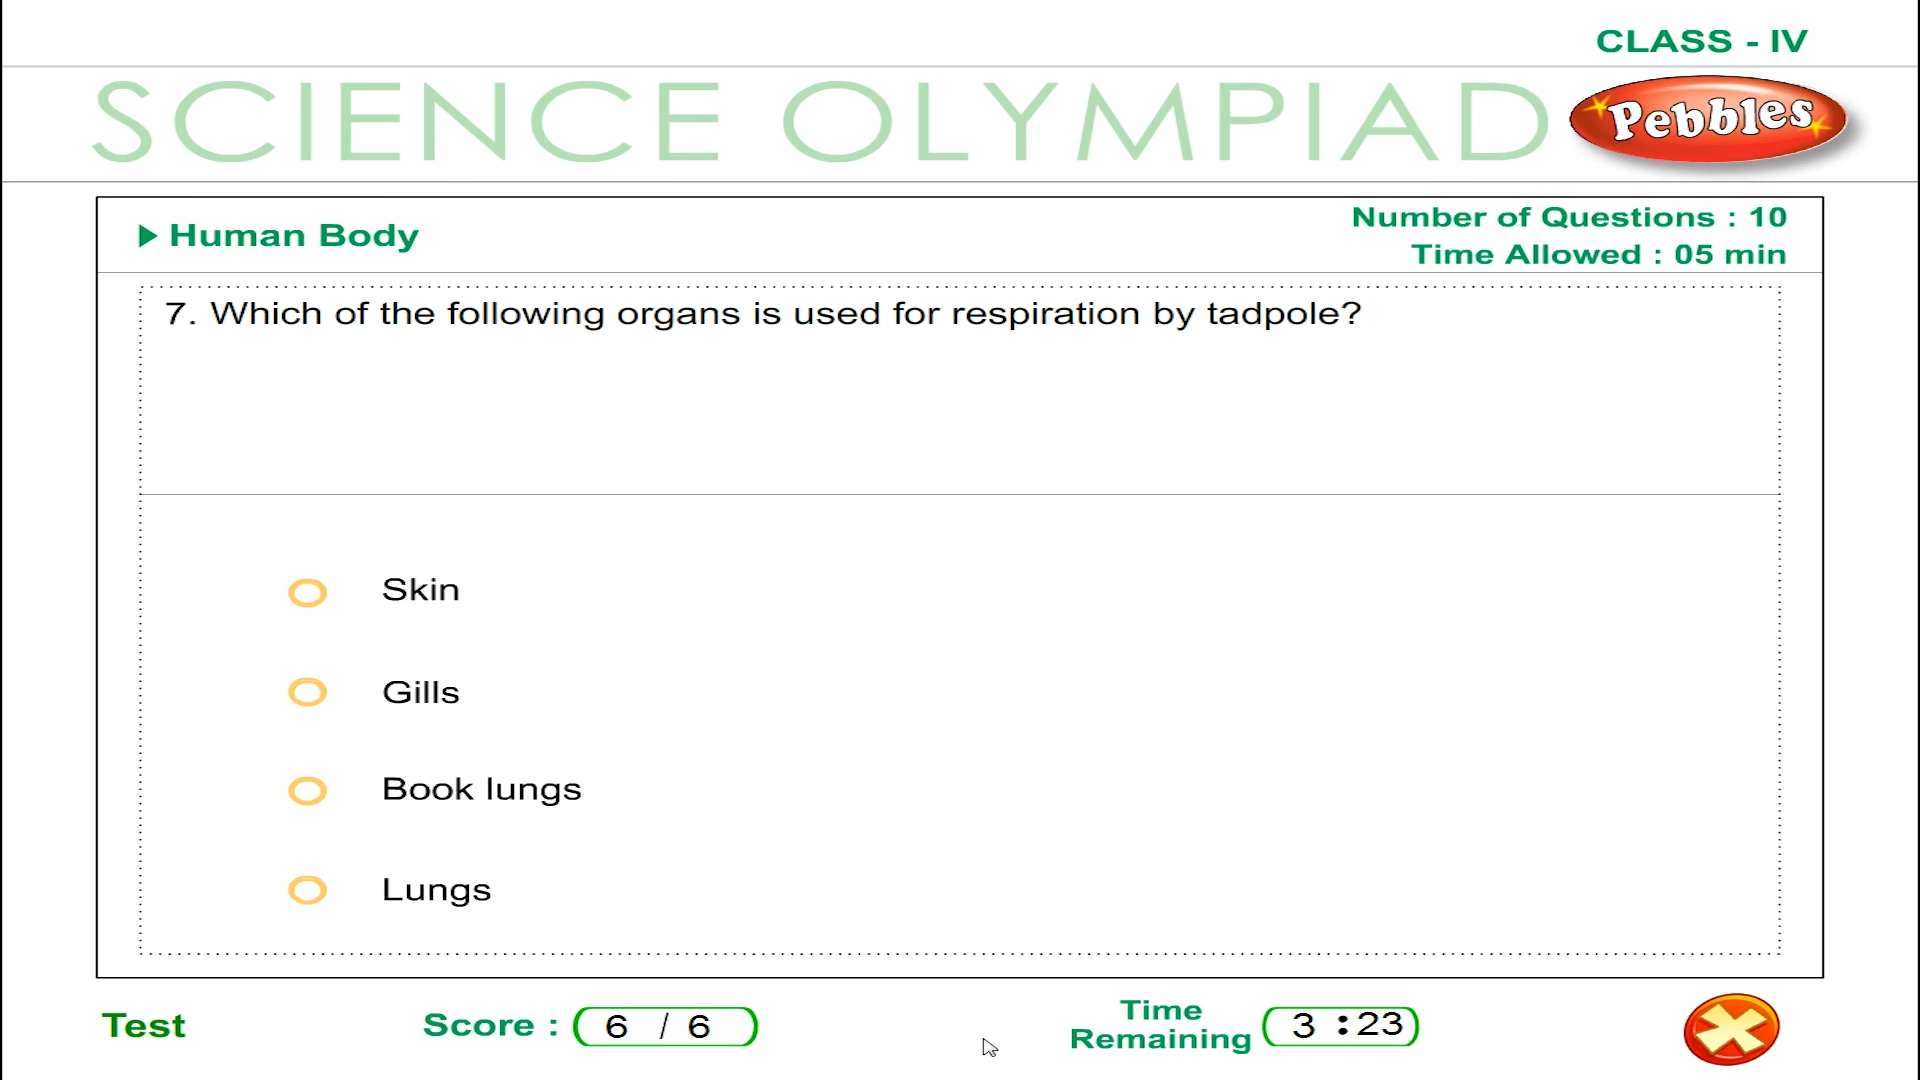 CLASS - IV
SCIENCE OLYMPIAD
Pebbles
Human Body
Number of Questions : 10
Time Allowed : 05 min
7. Which of the following organs is used for respiration by tadpole?
Skin
Gills
Book lungs
Lungs
Test
Score : 6 / 6
Time
Remaining 3 : 23